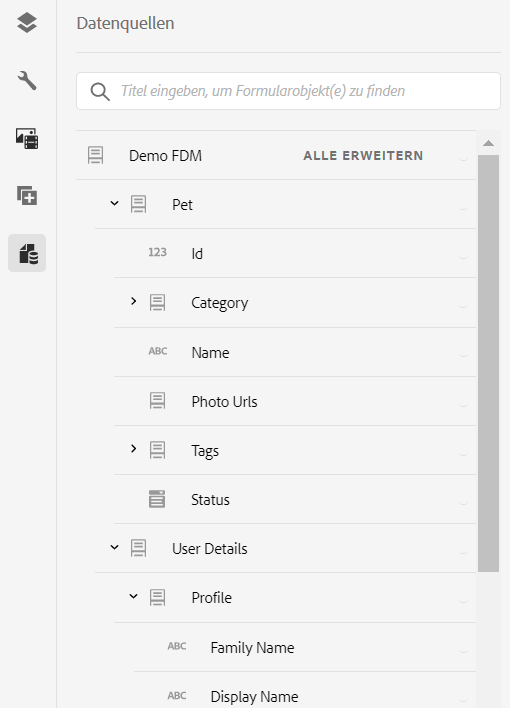 Datenquellen
Titel eingeben, um Formularobjekt(e) zu finden
Demo FDM ALLE ERWEITERN
Pet
123 Id
Category
ABC Name
Photo Urls
Tags
Status
User Details
Profile
ABC Family Name
ABC Display Name